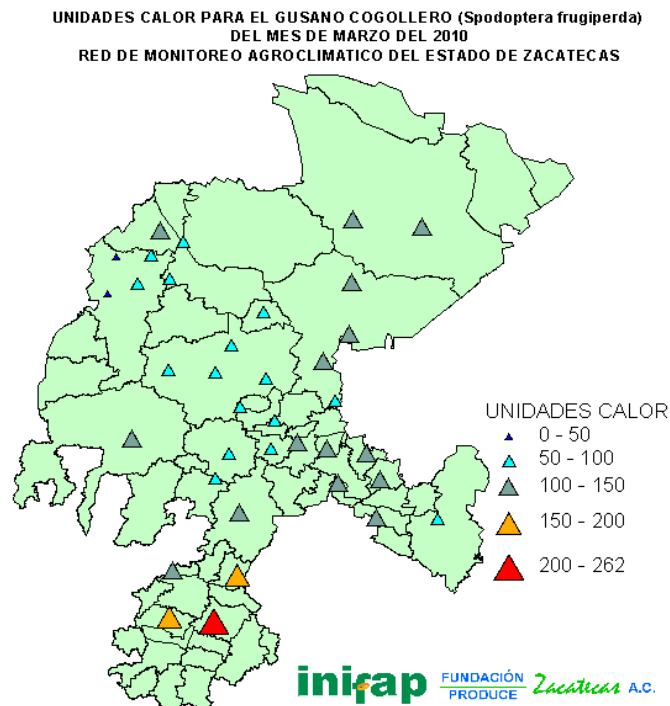 UNIDADES CALOR PARA EL GUSANO COGOLLERO (Spodoptera frugiperda)
DEL MES DE MARZO DEL 2010
RED DE MONITOREO AGROCLIMATICO DEL ESTADO DE ZACATECAS
UNIDADES CALOR
0 - 50
50 - 100
100 - 150
150 - 200
200 - 262
inifap
FUNDACIÓN
PRODUCE
Zacatecas A.C.